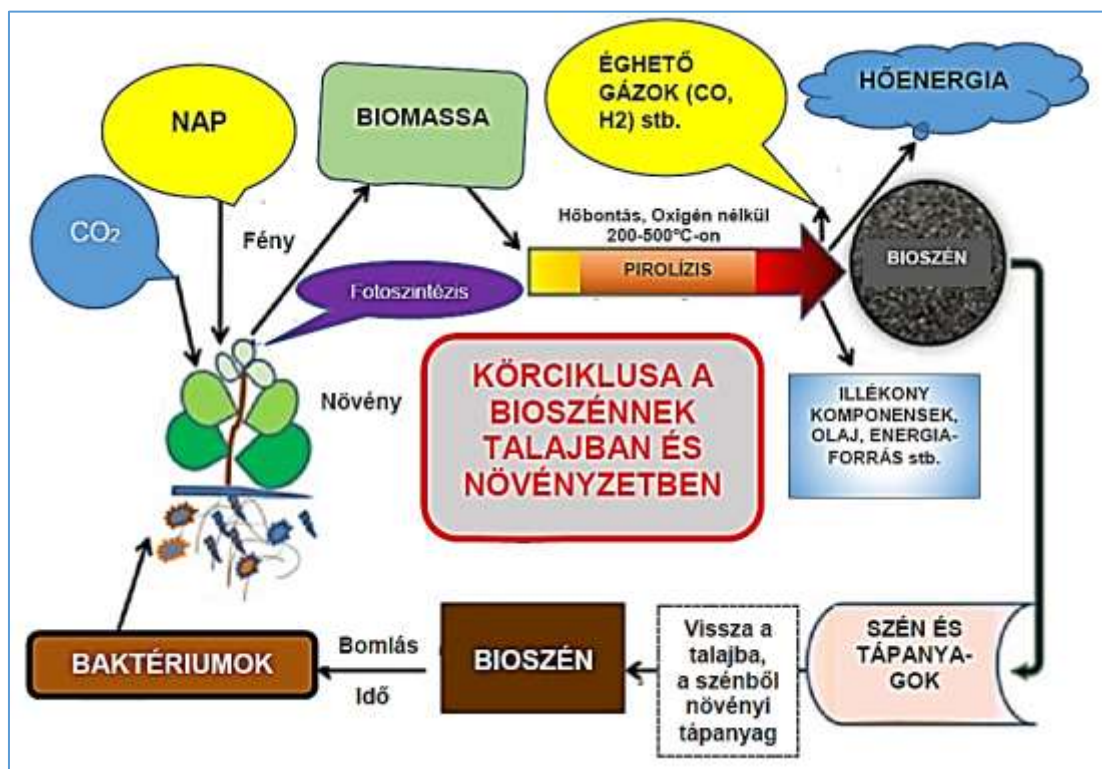 NAP
BIOMASSA
ÉGHETŐ
GÁZOK (CO,
H2) stb.
HŐENERGIA
CO2
Fény
Hőbontás, Oxigén nélkül
200-500°C-on
PIROLÍZIS
BIOSZÉN
Fotoszintézis
Növény
KÖRCIKLUSA A
BIOSZÉNNEK
TALAJBAN ÉS
NÖVÉNYZETBEN
ILLÉKONY
KOMPONENSEK,
OLAJ, ENERGIA-
FORRÁS stb.
BAKTÉRIUMOK
Bomlás
Idő
BIOSZÉN
Vissza a
talajba,
a szénből
növényi
tápanyag
SZÉN ÉS
TÁPANYA-
GOK